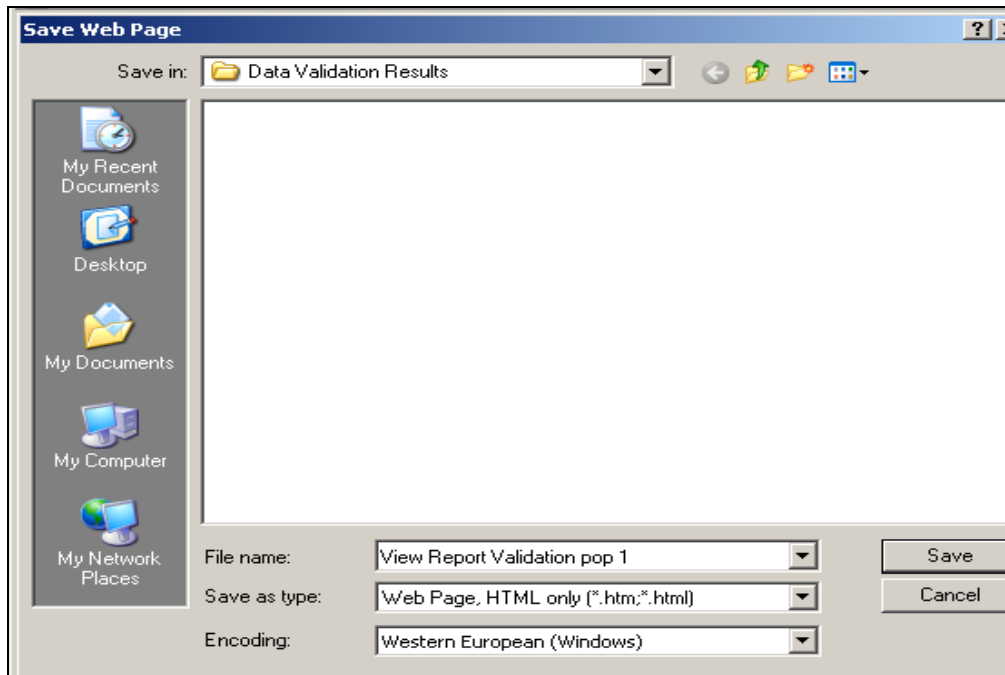 Save Web Page
?
Save in:
Data Validation Results
My Recent
Documents
Desktop
My Documents
My Computer
My Network
Places
File name:
View Report Validation pop 1
Save
Save as type:
Web Page, HTML only (*.htm;*.html)
Cancel
Encoding:
Western European (Windows)